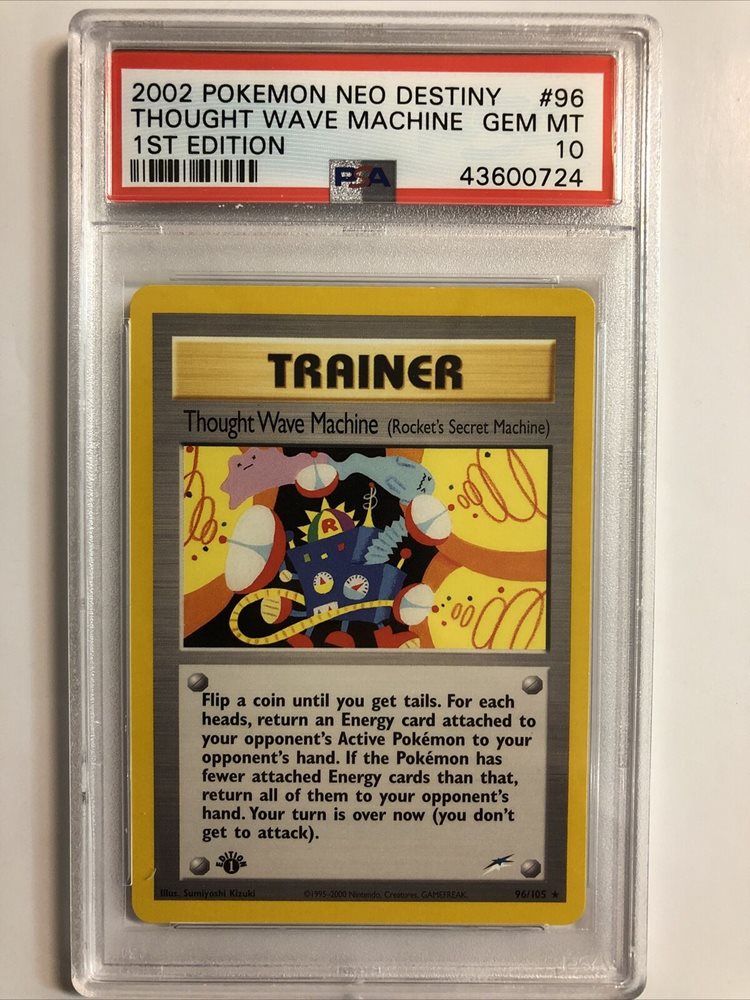 2002 POKEMON NEO DESTINY #96
THOUGHT WAVE MACHINE GEM MT
1ST EDITION 10
PSA 43600724
TRAINER
Thought Wave Machine (Rocket's Secret Machine)
R
Flip a coin until you get tails. For each
heads, return an Energy card attached to
your opponent's Active Pokémon to your
opponent's hand. If the Pokémon has
fewer attached Energy cards than that,
return all of them to your opponent's
hand. Your turn is over now (you don't
get to attack).
EDITION 1
Illus. Sumiyoshi Kizuki ©1995-2000 Nintendo, Creatures, GAMEFREAK. 96/105 ★